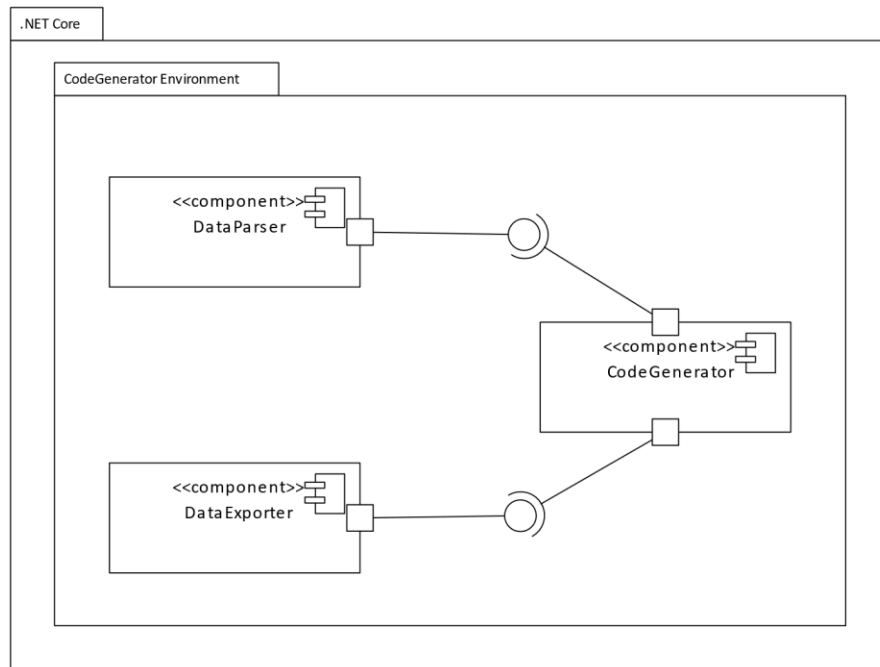 .NET Core
CodeGenerator Environment
<<component>>
DataParser
<<component>>
CodeGenerator
<<component>>
DataExporter